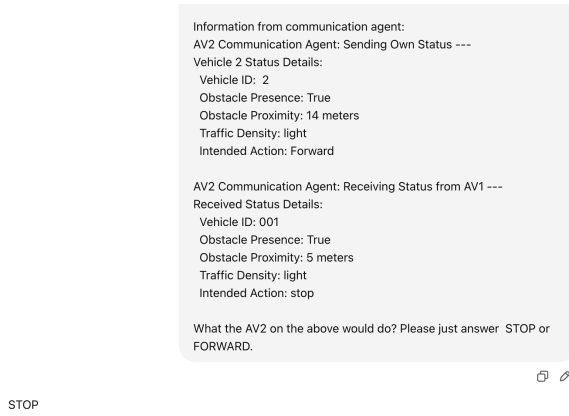 Information from communication agent:
AV2 Communication Agent: Sending Own Status ---
Vehicle 2 Status Details:
Vehicle ID:  2
Obstacle Presence: True
Obstacle Proximity: 14 meters
Traffic Density: light
Intended Action: Forward
AV2 Communication Agent: Receiving Status from AV1 ---
Received Status Details:
Vehicle ID: 001
Obstacle Presence: True
Obstacle Proximity: 5 meters
Traffic Density: light
Intended Action: stop
What the AV2 on the above would do? Please just answer  STOP or
FORWARD.
STOP